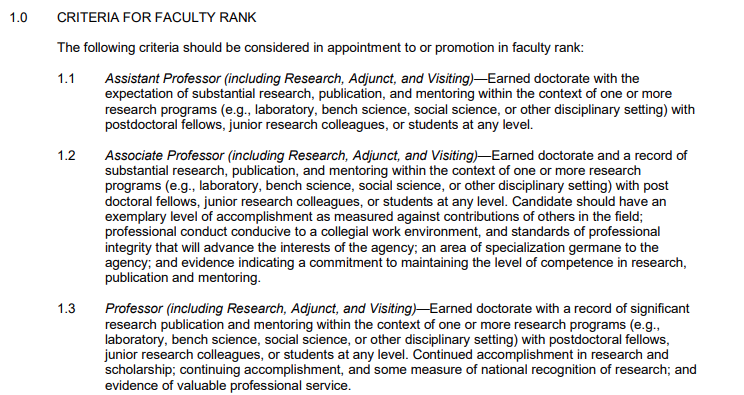 1.0 CRITERIA FOR FACULTY RANK
The following criteria should be considered in appointment to or promotion in faculty rank:
1.1 Assistant Professor (including Research, Adjunct, and Visiting)—Earned doctorate with the
expectation of substantial research, publication, and mentoring within the context of one or more
research programs (e.g., laboratory, bench science, social science, or other disciplinary setting) with
postdoctoral fellows, junior research colleagues, or students at any level.
1.2 Associate Professor (including Research, Adjunct, and Visiting)—Earned doctorate and a record of
substantial research, publication, and mentoring within the context of one or more research
programs (e.g., laboratory, bench science, social science, or other disciplinary setting) with post
doctoral fellows, junior research colleagues, or students at any level. Candidate should have an
exemplary level of accomplishment as measured against contributions of others in the field;
professional conduct conducive to a collegial work environment, and standards of professional
integrity that will advance the interests of the agency; an area of specialization germane to the
agency; and evidence indicating a commitment to maintaining the level of competence in research,
publication and mentoring.
1.3 Professor (including Research, Adjunct, and Visiting)—Earned doctorate with a record of significant
research publication and mentoring within the context of one or more research programs (e.g.,
laboratory, bench science, social science, or other disciplinary setting) with postdoctoral fellows,
junior research colleagues, or students at any level. Continued accomplishment in research and
scholarship; continuing accomplishment, and some measure of national recognition of research; and
evidence of valuable professional service.